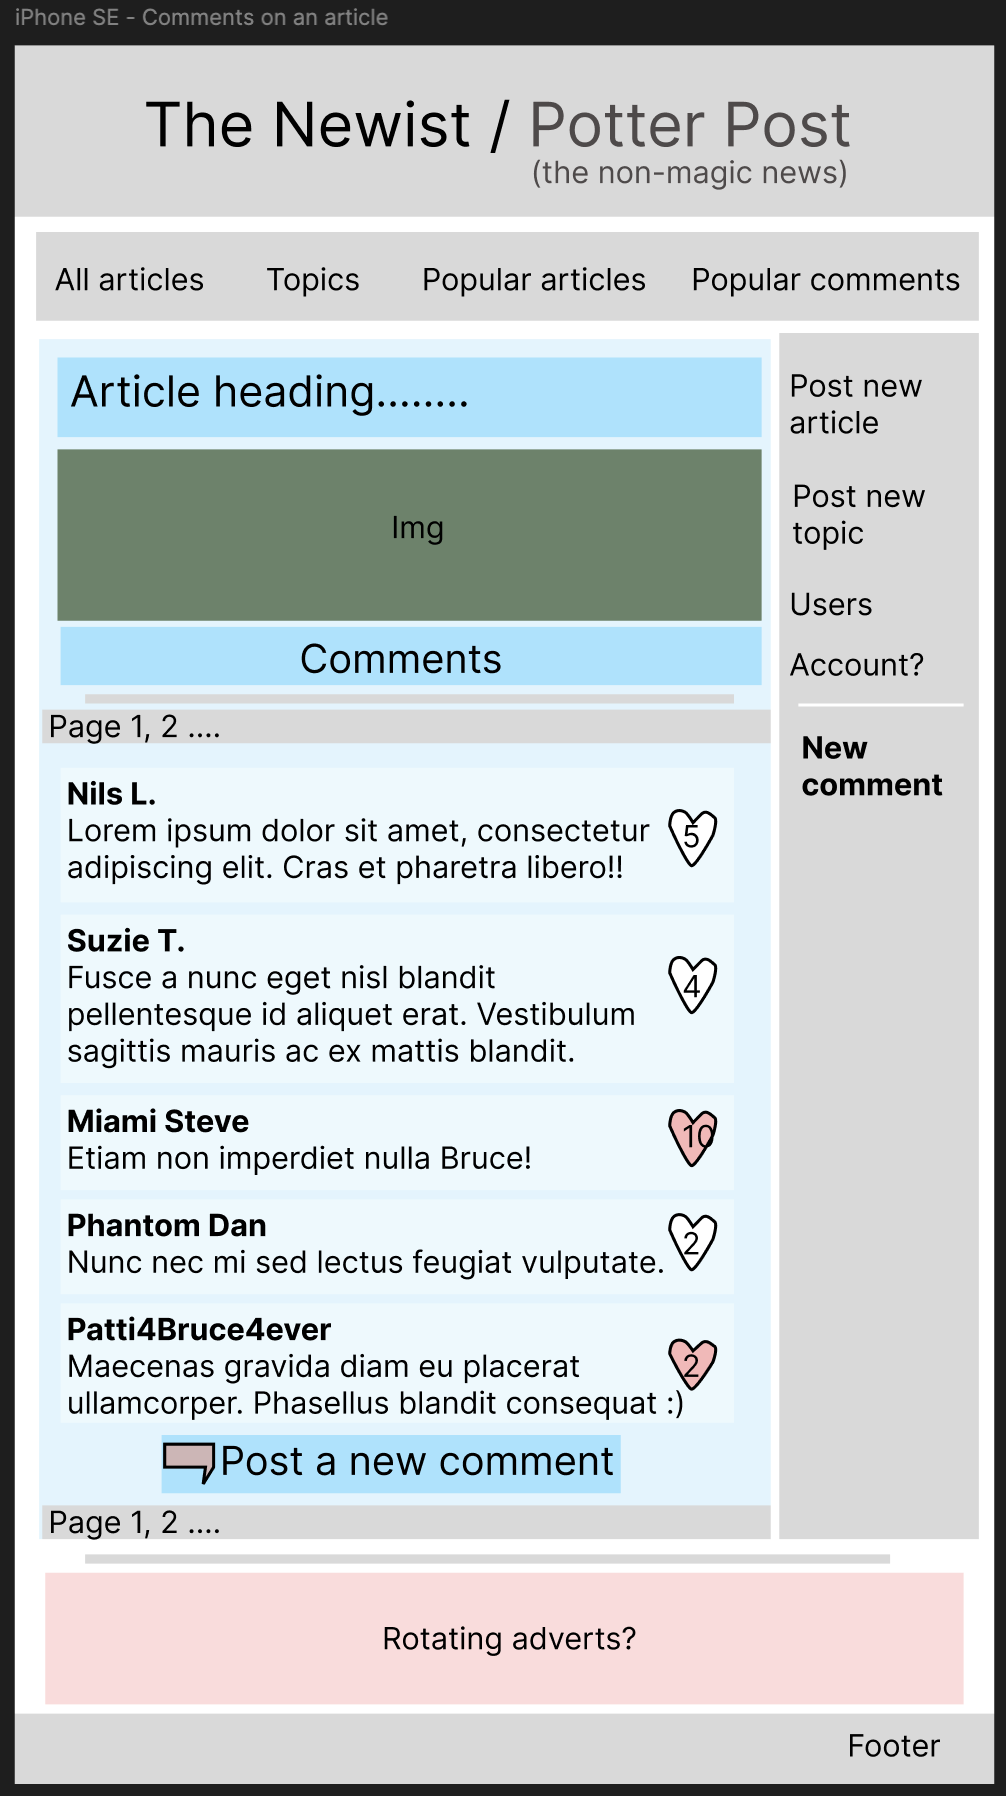 iPhone SE - Comments on an article
The Newist / Potter Post
(the non-magic news)
All articles Topics Popular articles Popular comments
Article heading........
Img
Comments
Page 1, 2 ....
Nils L.
Lorem ipsum dolor sit amet, consectetur
adipiscing elit. Cras et pharetra libero!!
5
Suzie T.
Fusce a nunc eget nisl blandit
pellentesque id aliquet erat. Vestibulum
sagittis mauris ac ex mattis blandit.
4
Miami Steve
Etiam non imperdiet nulla Bruce!
10
Phantom Dan
Nunc nec mi sed lectus feugiat vulputate.
2
Patti4Bruce4ever
Maecenas gravida diam eu placerat
ullamcorper. Phasellus blandit consequat :)
2
Post a new comment
Page 1, 2 ....
Post new
article
Post new
topic
Users
Account?
New
comment
Rotating adverts?
Footer